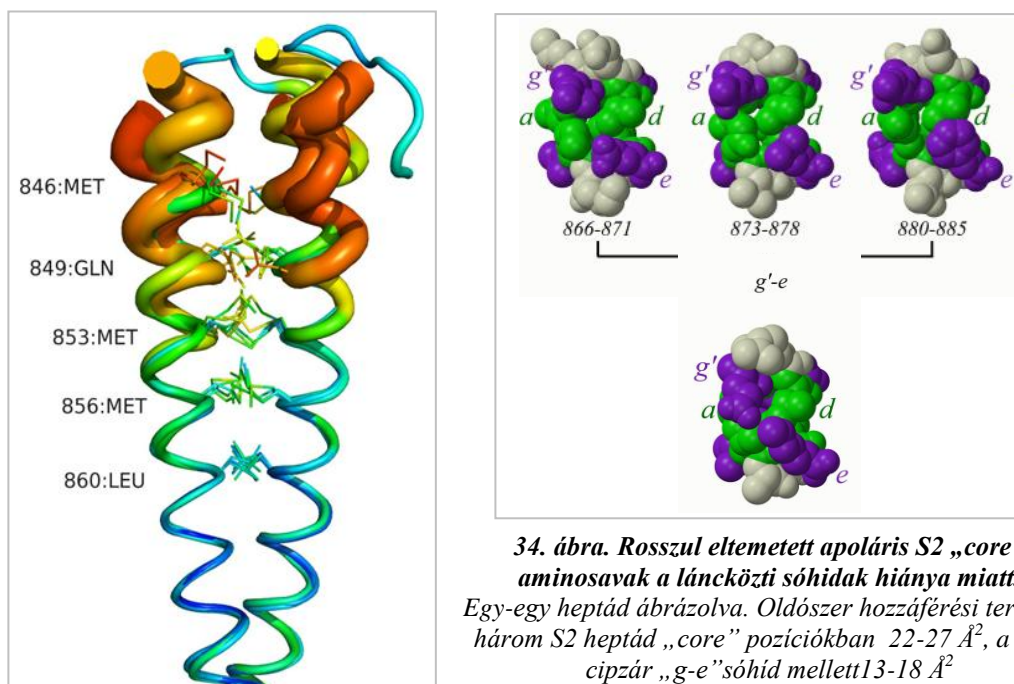 846:MET
849:GLN
853:MET
856:MET
860:LEU
g'
a
d
e
866-871
g'
873-878
g'
a
d
e
880-885
g'-e
g'
a
d
e
34. ábra. Rosszul eltemetett apoláris S2 „core
aminosavak a láncközti sóhidak hiánya miatt.
Egy-egy heptád ábrázolva. Oldószer hozzáférési
három S2 heptád „core” pozíciókban 22-27 Å², a
cipzár „g-e”sóhíd mellett13-18 Å²